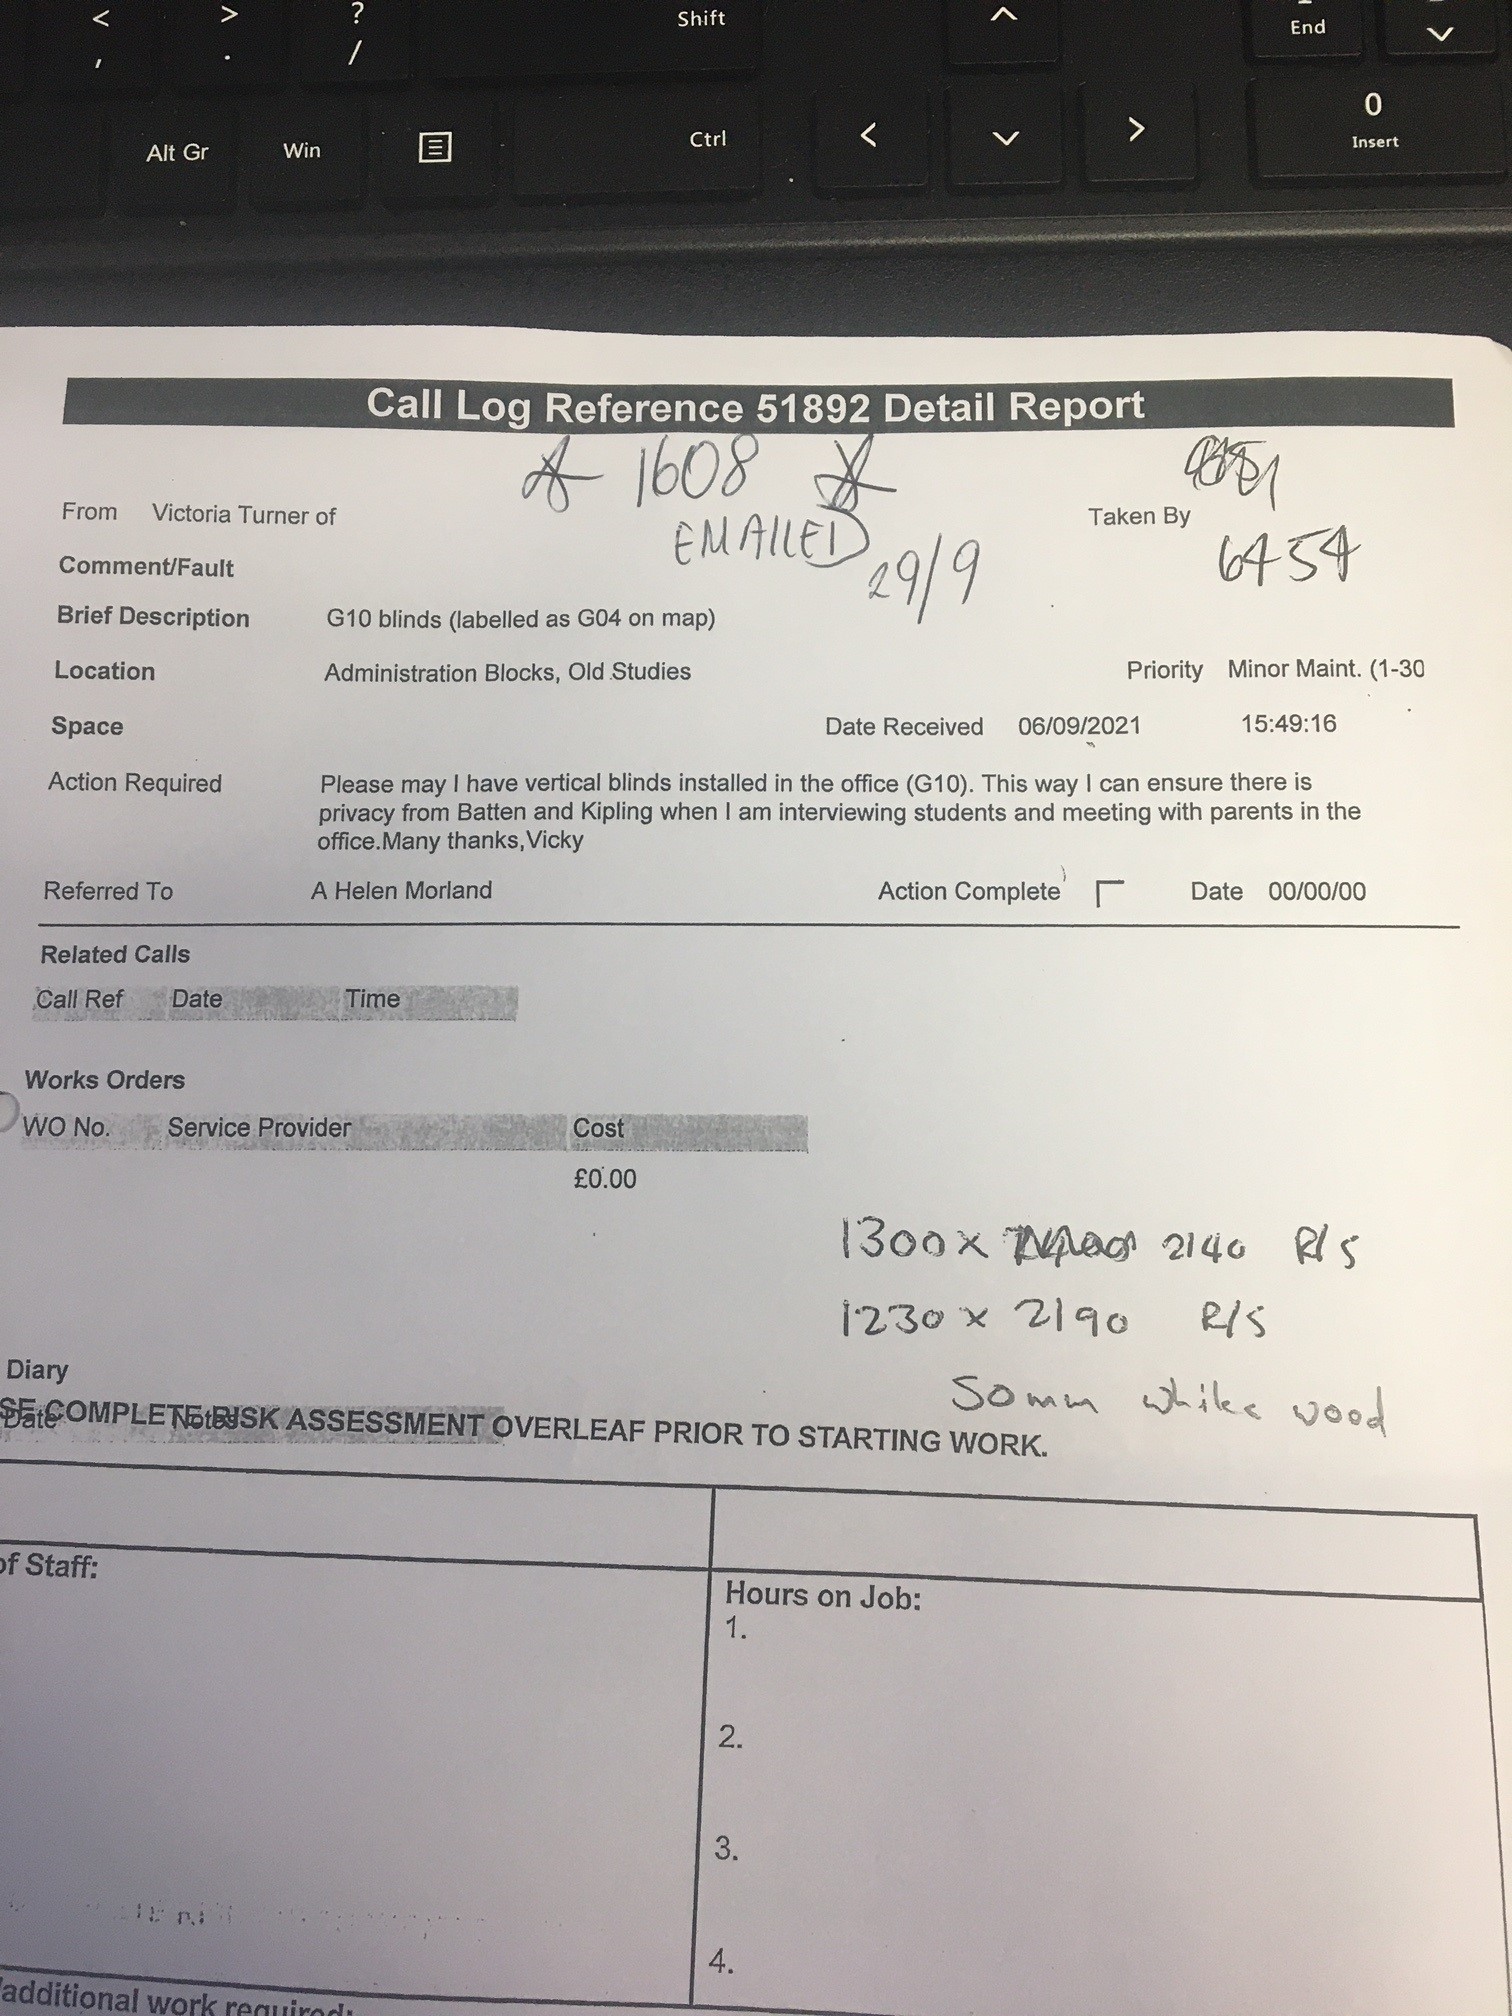 < > ? Shift ^ End
, . /
Alt Gr Win Ctrl < > 0
Insert
Call Log Reference 51892 Detail Report
1608
From Victoria Turner of Taken By
EMAILED 29/9 6454
Comment/Fault
Brief Description G10 blinds (labelled as G04 on map)
Location Administration Blocks, Old Studies Priority Minor Maint. (1-30
Space Date Received 06/09/2021 15:49:16
Action Required Please may I have vertical blinds installed in the office (G10). This way I can ensure there is
privacy from Batten and Kipling when I am interviewing students and meeting with parents in the
office.Many thanks,Vicky
Referred To A Helen Morland Action Complete Date 00/00/00
Related Calls
Call Ref Date Time
Works Orders
WO No. Service Provider Cost
£0.00
1300 x 2140 R/S
1230 x 2190 R/S
50mm white wood
Diary
Date Notes
SE COMPLETE RISK ASSESSMENT OVERLEAF PRIOR TO STARTING WORK.
of Staff:
Hours on Job:
1.
2.
3.
4.
additional work required: